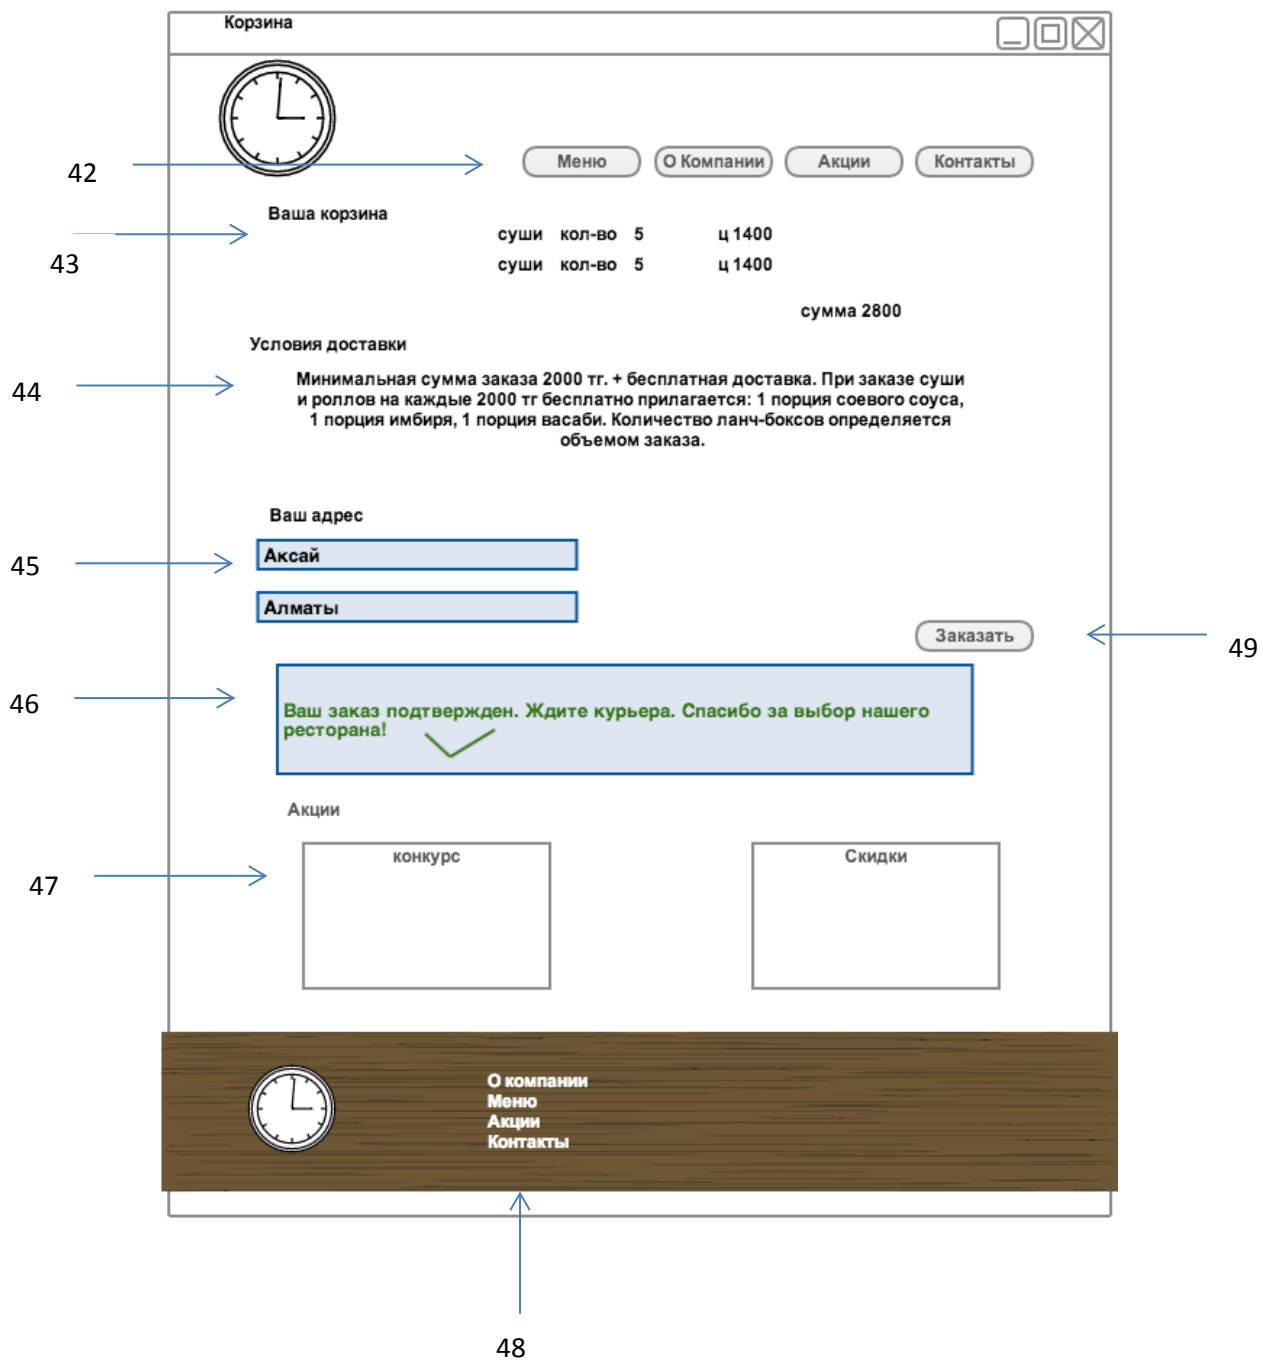 Корзина
42
Меню
О Компании
Акции
Контакты
Ваша корзина
43
суши кол-во 5 ц 1400
суши кол-во 5 ц 1400
сумма 2800
Условия доставки
44
Минимальная сумма заказа 2000 тг. + бесплатная доставка. При заказе суши
и роллов на каждые 2000 тг бесплатно прилагается: 1 порция соевого соуса,
1 порция имбиря, 1 порция васаби. Количество ланч-боксов определяется
объемом заказа.
Ваш адрес
45
Аксай
Алматы
Заказать
49
46
Ваш заказ подтвержден. Ждите курьера. Спасибо за выбор нашего
ресторана!
Акции
47
конкурс
Скидки
О компании
Меню
Акции
Контакты
48